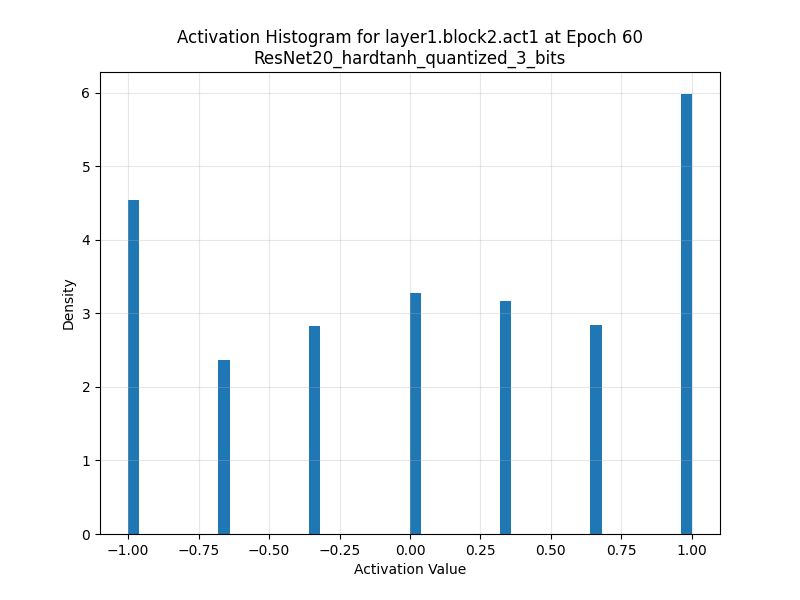 Activation Histogram for layer1.block2.act1 at Epoch 60
ResNet20_hardtanh_quantized_3_bits
6
5
4
3
2
1
0
Density
−1.00 −0.75 −0.50 −0.25 0.00 0.25 0.50 0.75 1.00
Activation Value